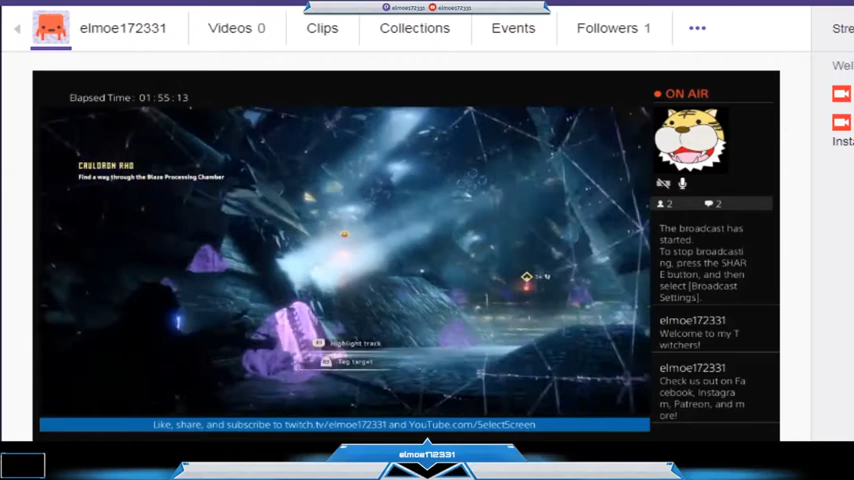 elmoe172331 elmoe172331
elmoe172331 Videos 0 Clips Collections Events Followers 1 ••• Stre
Wel
Elapsed Time : 01:55:13
ON AIR
CAULDRON RHO
Find a way through the Blaze Processing Chamber
Insta
2 2
The broadcast has
started.
To stop broadcasti
ng, press the SHAR
E button, and then
select [Broadcast
Settings].
elmoe172331
Welcome to my T
witchers!
R1 Highlight track
R2 Tag target
elmoe172331
Check us out on Fa
cebook, Instagra
m, Patreon, and m
ore!
Like, share, and subscribe to twitch.tv/elmoe172331 and YouTube.com/SelectScreen
elmoe172331